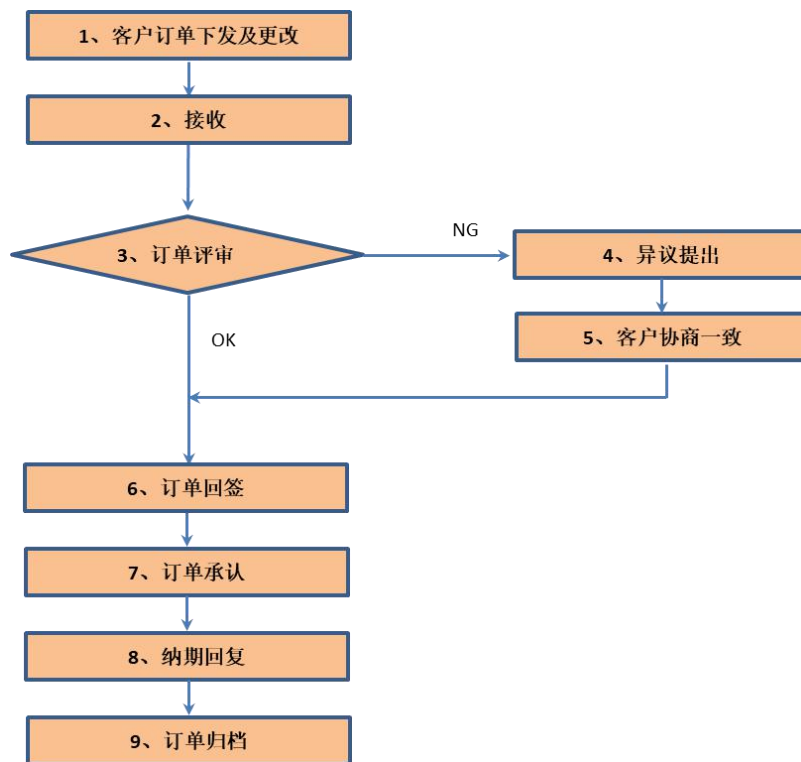 1、客户订单下发及更改
2、接收
3、订单评审
NG
4、异议提出
5、客户协商一致
OK
6、订单回签
7、订单承认
8、纳期回复
9、订单归档